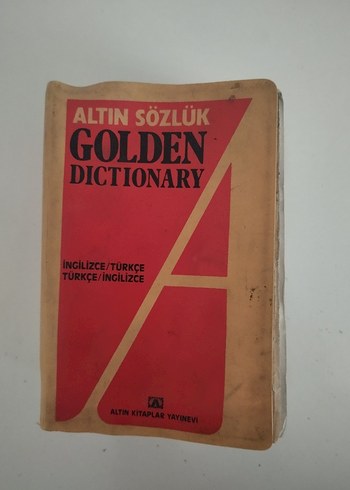 ALTIN SÖZLÜK
GOLDEN
DICTIONARY
İNGİLİZCE/TÜRKÇE
TÜRKÇE/İNGİLİZCE
ALTIN KİTAPLAR YAYINEVİ